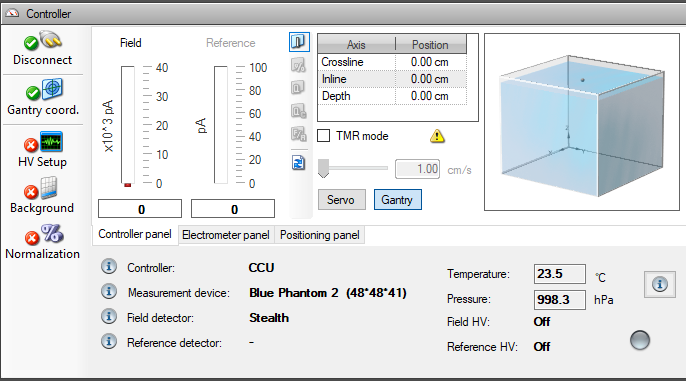 Controller
Disconnect
Gantry coord.
HV Setup
Background
Normalization
Field
Reference
x10^3 pA
40
30
20
10
0
pA
100
80
60
40
20
0
0
0
Axis Position
Crossline 0.00 cm
Inline 0.00 cm
Depth 0.00 cm
TMR mode
1.00 cm/s
Servo Gantry
Controller panel Electrometer panel Positioning panel
Controller: CCU
Measurement device: Blue Phantom 2 (48*48*41)
Field detector: Stealth
Reference detector: -
Temperature: 23.5 °C
Pressure: 998.3 hPa
Field HV: Off
Reference HV: Off